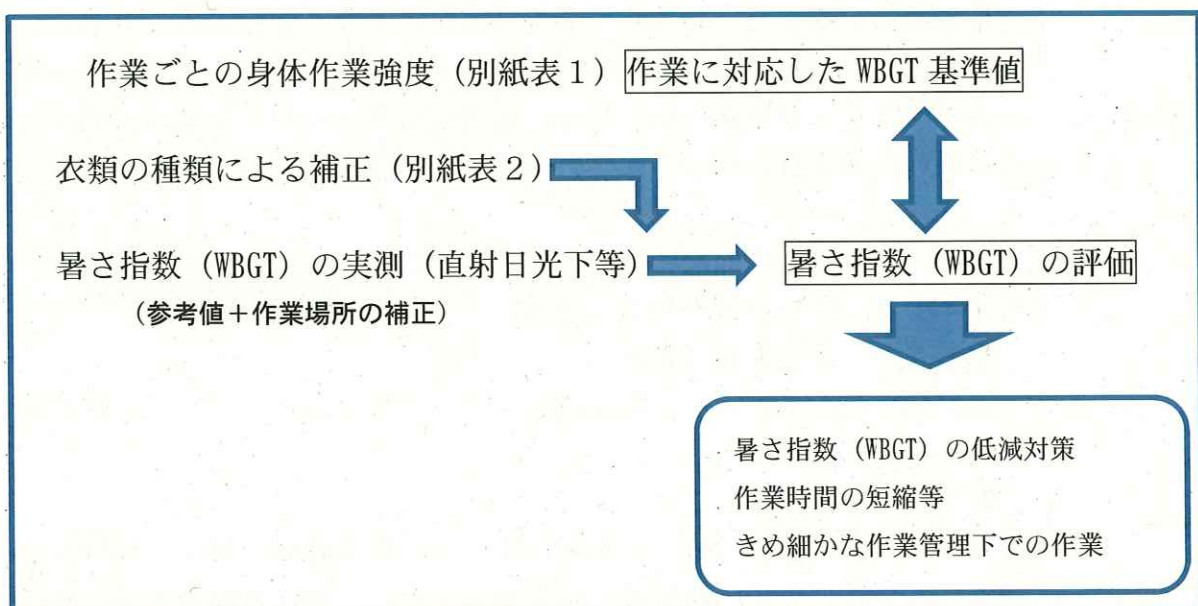 作業ごとの身体作業強度（別紙表１）作業に対応した WBGT 基準値
衣類の種類による補正（別紙表２）
暑さ指数（WBGT）の実測（直射日光下等） 暑さ指数（WBGT）の評価
（参考値＋作業場所の補正）
暑さ指数（WBGT）の低減対策
作業時間の短縮等
きめ細かな作業管理下での作業